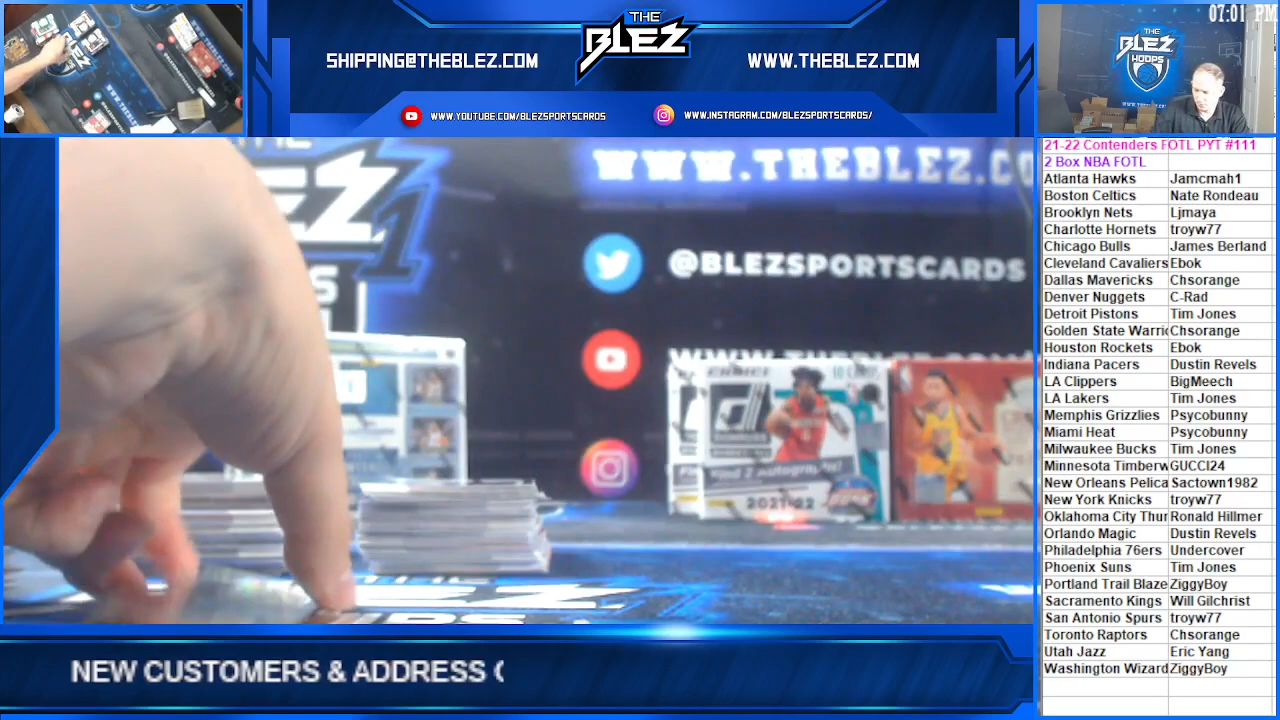 SHIPPING@THEBLEZ.COM
THE
BLEZ
WWW.THEBLEZ.COM
WWW.YOUTUBE.COM/BLEZSPORTSCARDS
WWW.INSTAGRAM.COM/BLEZSPORTSCARDS/
07:01 PM
THE
BLEZ
HOOPS
WWW.THEBLEZ.CO
@BLEZSPORTSCARDS
2021-22
NEW CUSTOMERS & ADDRESS
21-22 Contenders FOTL PYT #111
2 Box NBA FOTL
Atlanta Hawks Jamcmah1
Boston Celtics Nate Rondeau
Brooklyn Nets Ljmaya
Charlotte Hornets troyw77
Chicago Bulls James Berland
Cleveland Cavaliers Ebok
Dallas Mavericks Chsorange
Denver Nuggets C-Rad
Detroit Pistons Tim Jones
Golden State Warri Chsorange
Houston Rockets Ebok
Indiana Pacers Dustin Revels
LA Clippers BigMeech
LA Lakers Tim Jones
Memphis Grizzlies Psycobunny
Miami Heat Psycobunny
Milwaukee Bucks Tim Jones
Minnesota Timberw GUCCI24
New Orleans Pelica Sactown1982
New York Knicks troyw77
Oklahoma City Thun Ronald Hillmer
Orlando Magic Dustin Revels
Philadelphia 76ers Undercover
Phoenix Suns Tim Jones
Portland Trail Blaze ZiggyBoy
Sacramento Kings Will Gilchrist
San Antonio Spurs troyw77
Toronto Raptors Chsorange
Utah Jazz Eric Yang
Washington Wizard ZiggyBoy